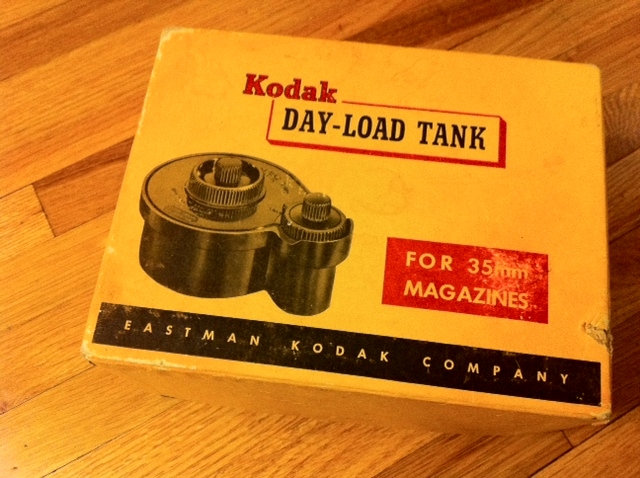 Kodak
DAY-LOAD TANK
FOR 35mm
MAGAZINES
EASTMAN KODAK COMPANY